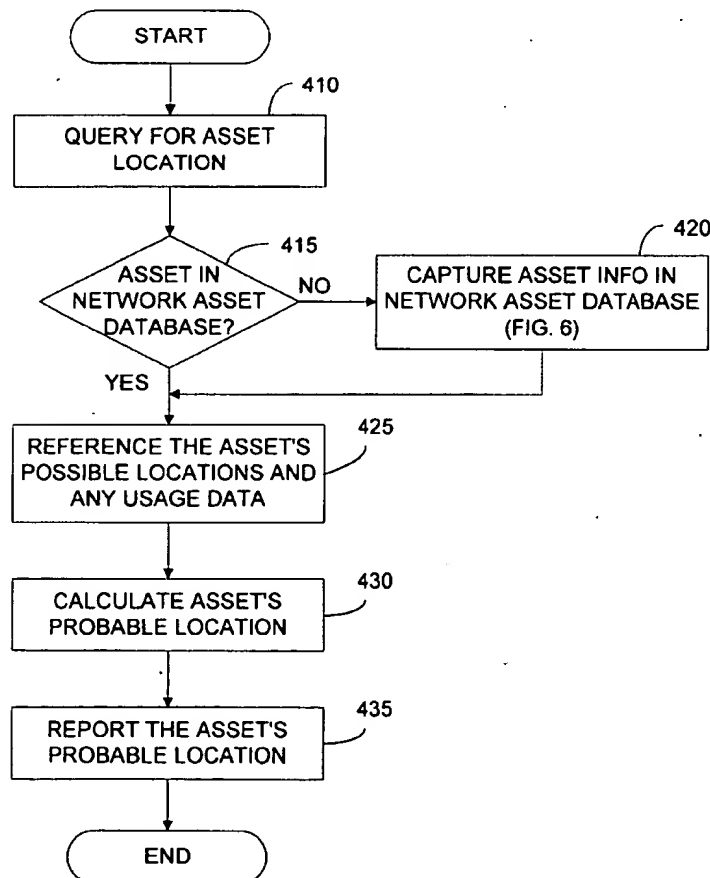 START
410
QUERY FOR ASSET
LOCATION
415
ASSET IN
NETWORK ASSET
DATABASE?
NO
420
CAPTURE ASSET INFO IN
NETWORK ASSET DATABASE
(FIG. 6)
YES
425
REFERENCE THE ASSET'S
POSSIBLE LOCATIONS AND
ANY USAGE DATA
430
CALCULATE ASSET'S
PROBABLE LOCATION
435
REPORT THE ASSET'S
PROBABLE LOCATION
END